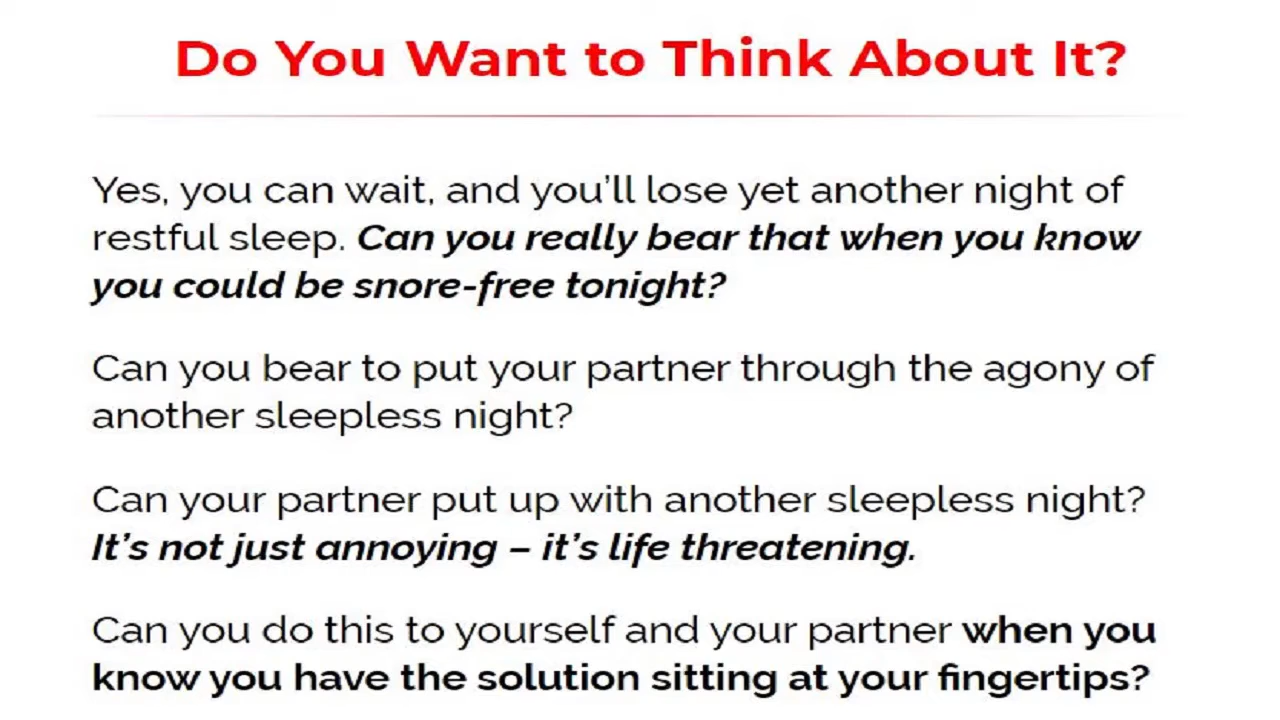 Do You Want to Think About It?
Yes, you can wait, and you’ll lose yet another night of
restful sleep. Can you really bear that when you know
you could be snore-free tonight?
Can you bear to put your partner through the agony of
another sleepless night?
Can your partner put up with another sleepless night?
It’s not just annoying – it’s life threatening.
Can you do this to yourself and your partner when you
know you have the solution sitting at your fingertips?